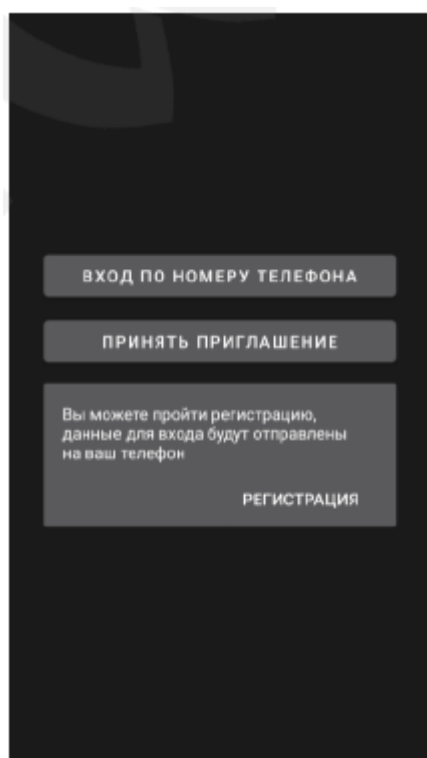 ВХОД ПО НОМЕРУ ТЕЛЕФОНА
ПРИНЯТЬ ПРИГЛАШЕНИЕ
Вы можете пройти регистрацию,
данные для входа будут отправлены
на ваш телефон
РЕГИСТРАЦИЯ